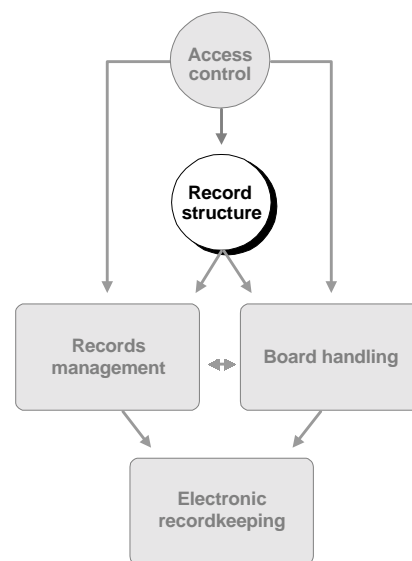 Access
control
Record
structure
Records
management
Board handling
Electronic
recordkeeping